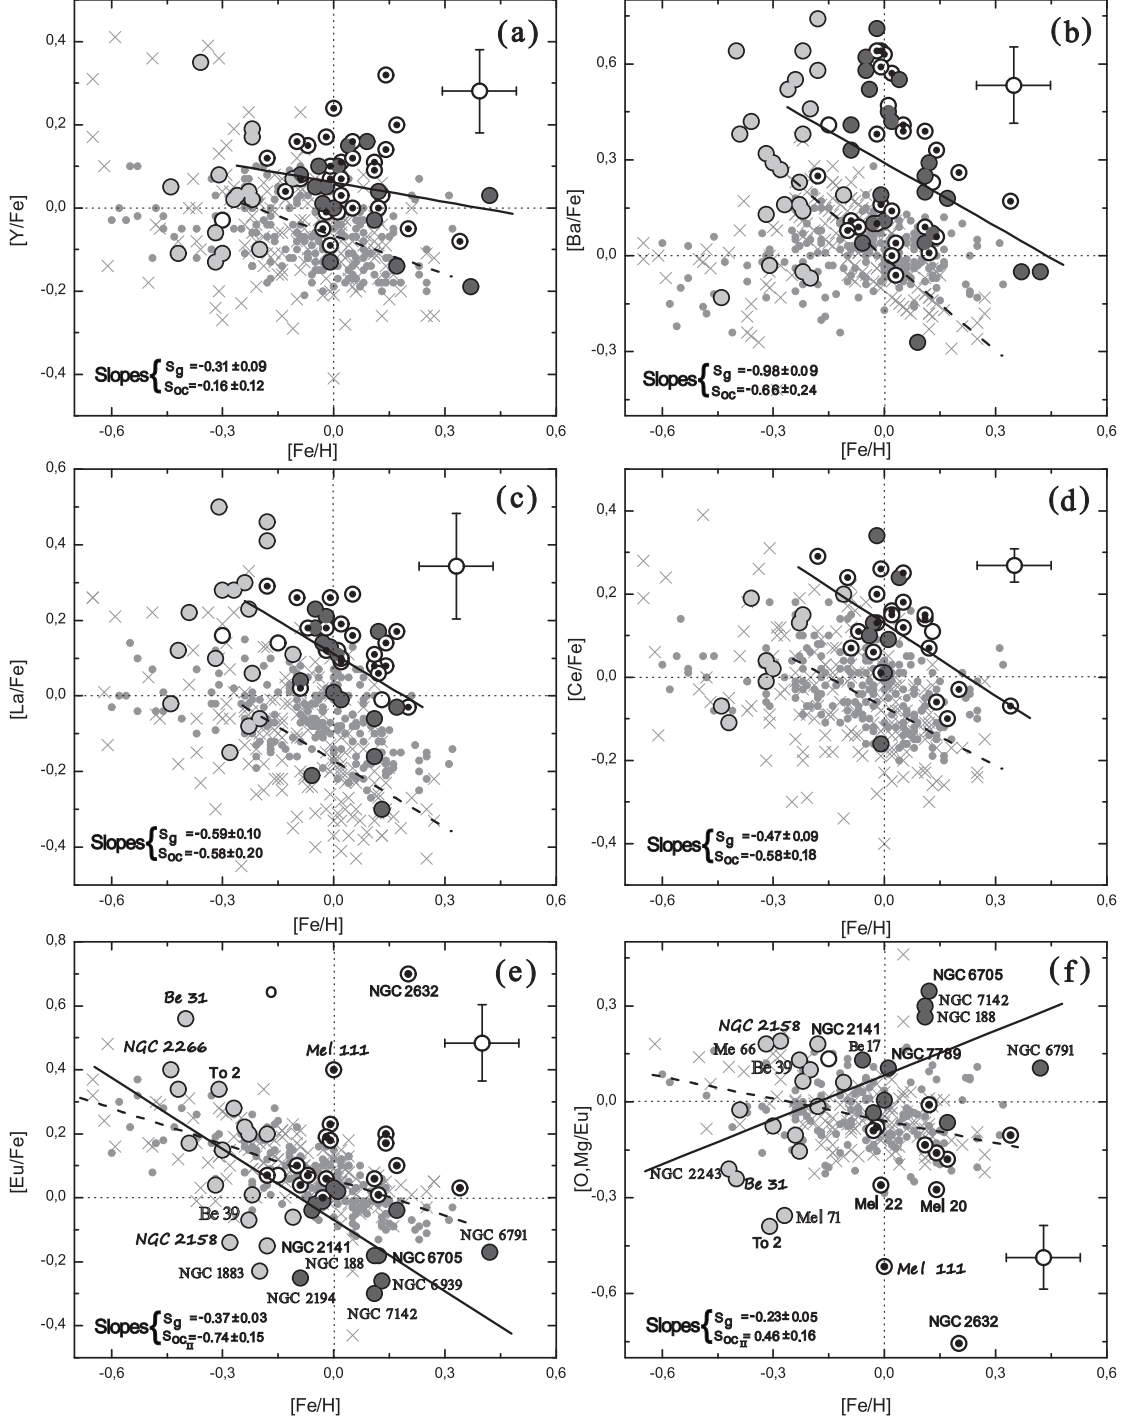 (a)
0,4
0,2
0,0
-0,2
-0,4
[Y/Fe]
Slopes { Sg =-0.31±0.09
Soc=-0.16±0.12
-0,6 -0,3 0,0 0,3 0,6
[Fe/H]
(b)
0,6
0,3
0,0
-0,3
[Ba/Fe]
Slopes { Sg =-0.98±0.09
Soc=-0.66±0.24
-0,6 -0,3 0,0 0,3 0,6
[Fe/H]
(c)
0,6
0,4
0,2
0,0
-0,2
-0,4
[La/Fe]
Slopes { Sg =-0.59±0.10
Soc=-0.58±0.20
-0,6 -0,3 0,0 0,3 0,6
[Fe/H]
(d)
0,4
0,2
0,0
-0,2
-0,4
[Ce/Fe]
Slopes { Sg =-0.47±0.09
Soc=-0.58±0.18
-0,6 -0,3 0,0 0,3 0,6
[Fe/H]
(e)
0,8
0,6
0,4
0,2
0,0
-0,2
-0,4
[Eu/Fe]
NGC 2632
Be 31
NGC 2266
Mel 111
To 2
Be 39
NGC 2158
NGC 2141
NGC 6791
NGC 188
NGC 6705
NGC 1883
NGC 6939
NGC 2194
NGC 7142
Slopes { Sg =-0.37±0.03
SocII=-0.74±0.15
-0,6 -0,3 0,0 0,3 0,6
[Fe/H]
(f)
0,3
0,0
-0,3
-0,6
[O,Mg/Eu]
NGC 6705
NGC 7142
NGC 188
NGC 2158
NGC 2141
Me 66
Be 17
NGC 7789
NGC 6791
Be 39
NGC 2243
Be 31
Mel 22
Mel 20
Mel 71
To 2
Mel 111
NGC 2632
Slopes { Sg =-0.23±0.05
SocII= 0.46±0.16
-0,6 -0,3 0,0 0,3 0,6
[Fe/H]